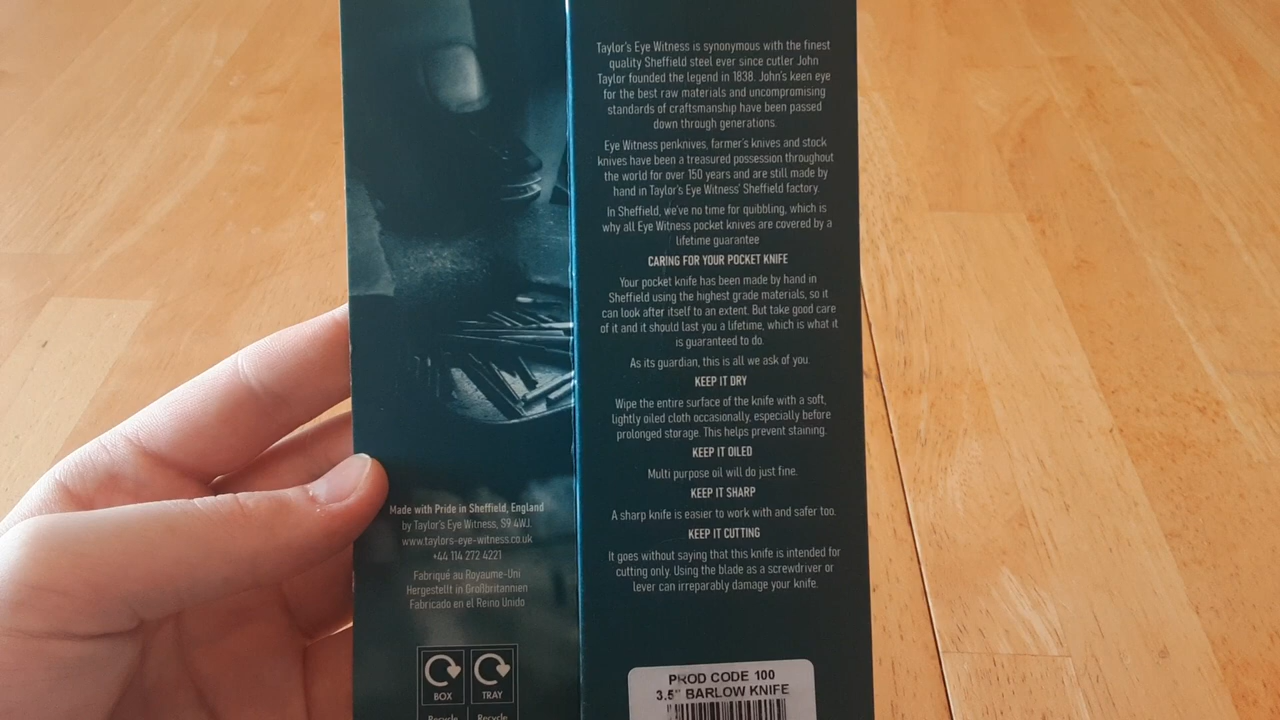 Taylor's Eye Witness is synonymous with the finest
quality Sheffield steel ever since cutler John
Taylor founded the legend in 1838. John's keen eye
for the best raw materials and uncompromising
standards of craftsmanship have been passed
down through generations.
Eye Witness penknives, farmer's knives and stock
knives have been a treasured possession throughout
the world for over 150 years and are still made by
hand in Taylor's Eye Witness' Sheffield factory.
In Sheffield, we've no time for quibbling, which is
why all Eye Witness pocket knives are covered by a
lifetime guarantee
CARING FOR YOUR POCKET KNIFE
Your pocket knife has been made by hand in
Sheffield using the highest grade materials, so it
can look after itself to an extent. But take good care
of it and it should last you a lifetime, which is what it
is guaranteed to do.
As its guardian, this is all we ask of you.
KEEP IT DRY
Wipe the entire surface of the knife with a soft,
lightly oiled cloth occasionally, especially before
prolonged storage. This helps prevent staining.
KEEP IT OILED
Multi purpose oil will do just fine.
KEEP IT SHARP
A sharp knife is easier to work with and safer too.
KEEP IT CUTTING
It goes without saying that this knife is intended for
cutting only. Using the blade as a screwdriver or
lever can irreparably damage your knife.
PROD CODE 100
3.5" BARLOW KNIFE
Made with Pride in Sheffield, England
by Taylor's Eye Witness, S9 4WJ.
www.taylors-eye-witness.co.uk
+44 114 272 4221
Fabriqué au Royaume-Uni
Hergestellt in Großbritannien
Fabricado en el Reino Unido
BOX TRAY
Recycle Recycle